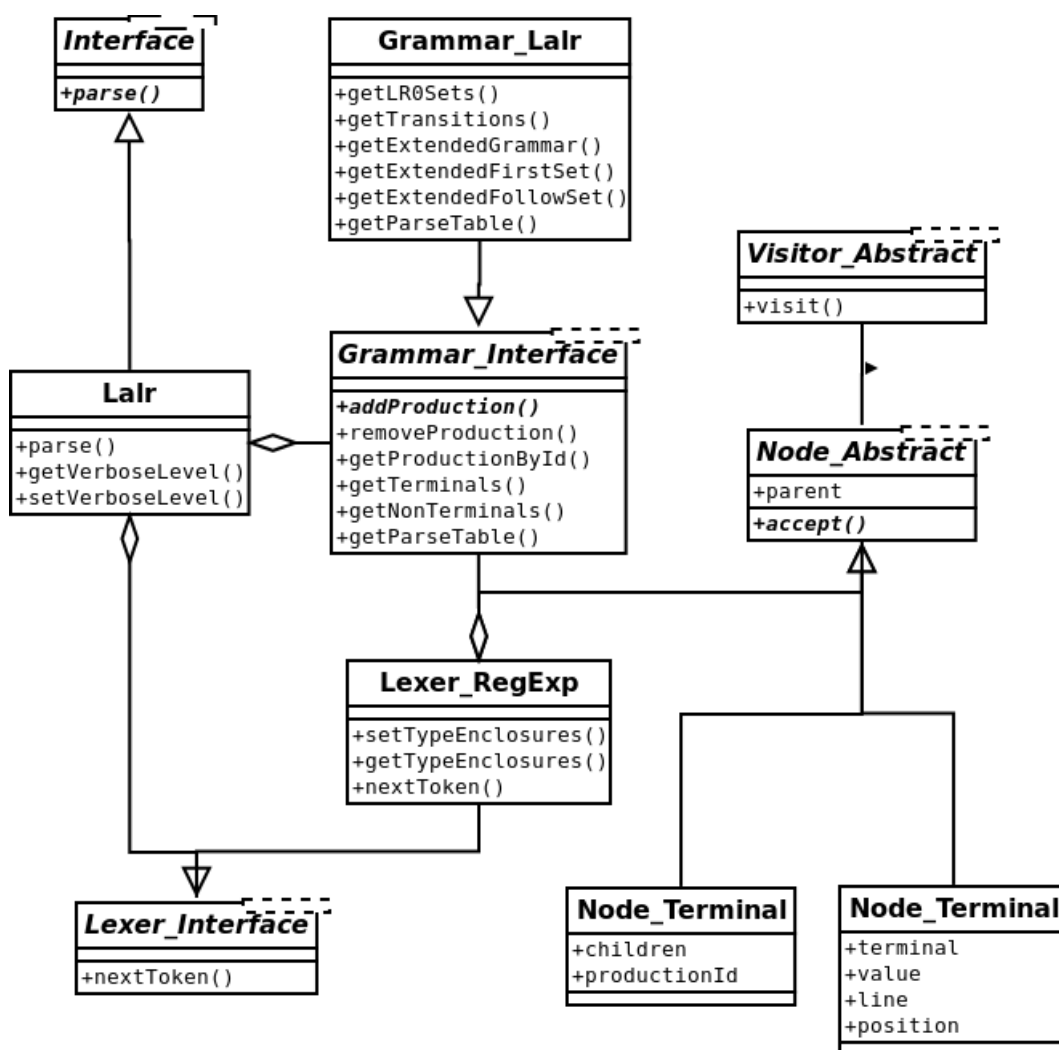 Interface
+parse()
Grammar_Lalr
+getLR0Sets()
+getTransitions()
+getExtendedGrammar()
+getExtendedFirstSet()
+getExtendedFollowSet()
+getParseTable()
Visitor_Abstract
+visit()
Grammar_Interface
+addProduction()
+removeProduction()
+getProductionById()
+getTerminals()
+getNonTerminals()
+getParseTable()
Lalr
+parse()
+getVerboseLevel()
+setVerboseLevel()
Node_Abstract
+parent
+accept()
Lexer_RegExp
+setTypeEnclosures()
+getTypeEnclosures()
+nextToken()
Lexer_Interface
+nextToken()
Node_Terminal
+children
+productionId
Node_Terminal
+terminal
+value
+line
+position